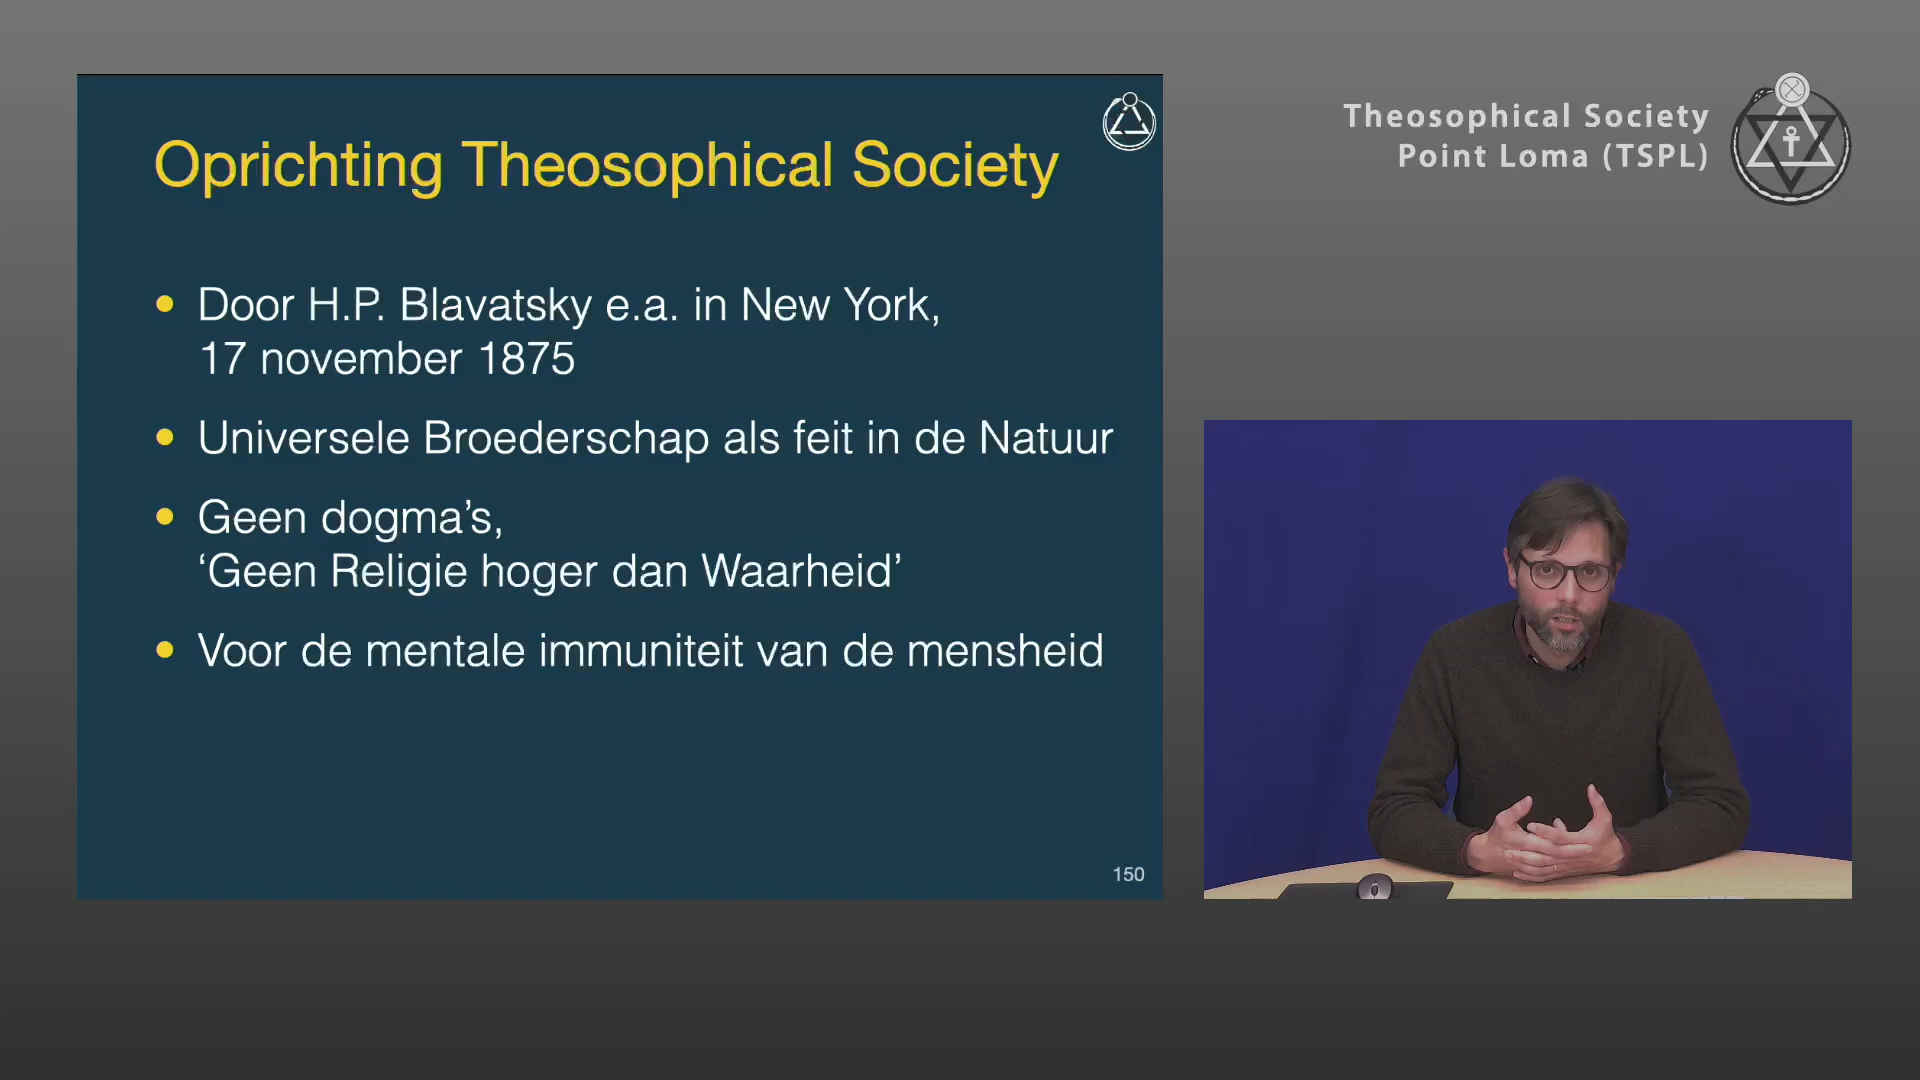 Oprichting Theosophical Society
Door H.P. Blavatsky e.a. in New York,
17 november 1875
Universele Broederschap als feit in de Natuur
Geen dogma's,
‘Geen Religie hoger dan Waarheid’
Voor de mentale immuniteit van de mensheid
150
Theosophical Society
Point Loma (TSPL)